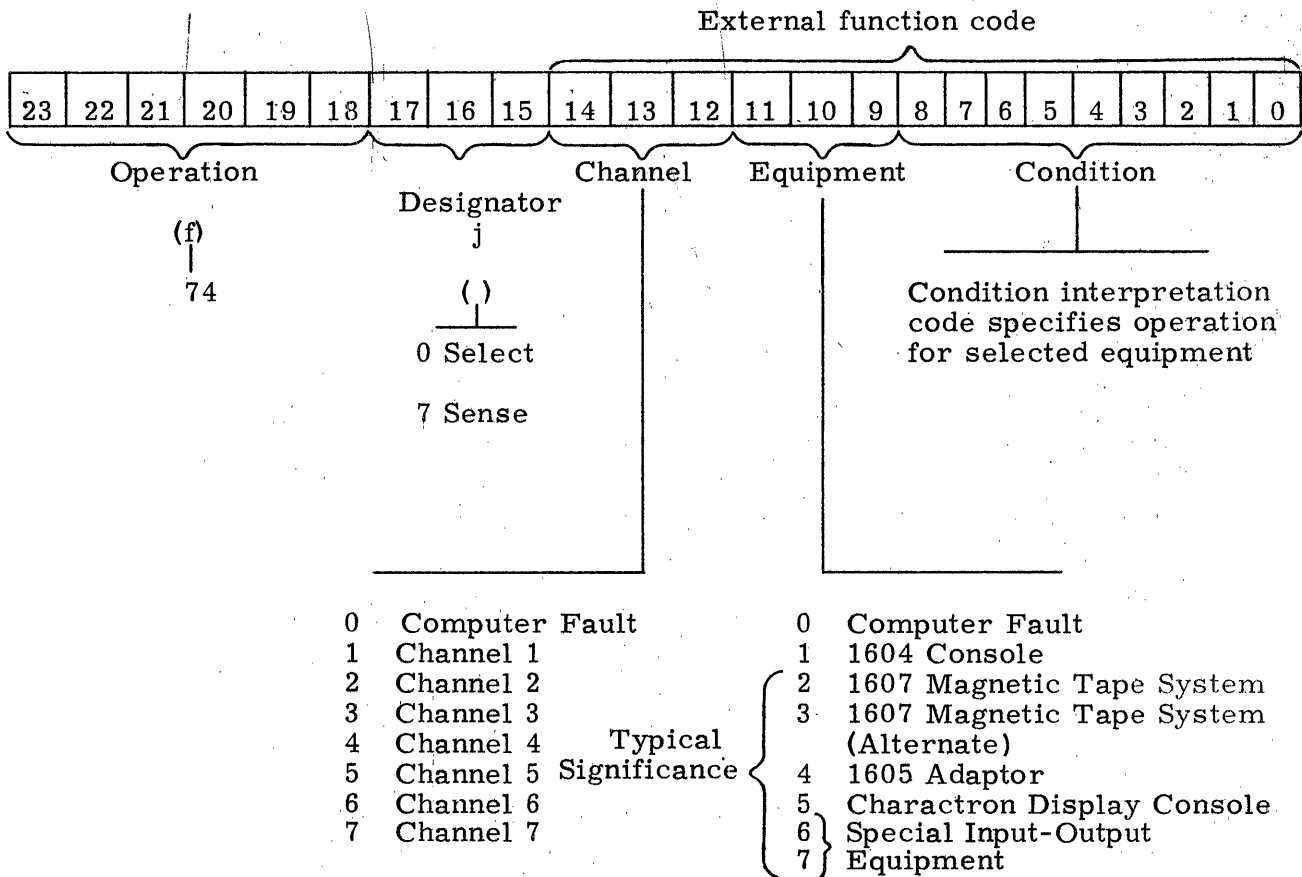 External function code
23 22 21 20 19 18 17 16 15 14 13 12 11 10 9 8 7 6 5 4 3 2 1 0
Operation
Designator
j
Channel
Equipment
Condition
(f)
74
( )
0 Select
7 Sense
Condition interpretation
code specifies operation
for selected equipment
0 Computer Fault
1 Channel 1
2 Channel 2
3 Channel 3
4 Channel 4
5 Channel 5
6 Channel 6
7 Channel 7
Typical
Significance
0 Computer Fault
1 1604 Console
2 1607 Magnetic Tape System
3 1607 Magnetic Tape System
(Alternate)
4 1605 Adaptor
5 Charactron Display Console
6 Special Input-Output
7 Equipment